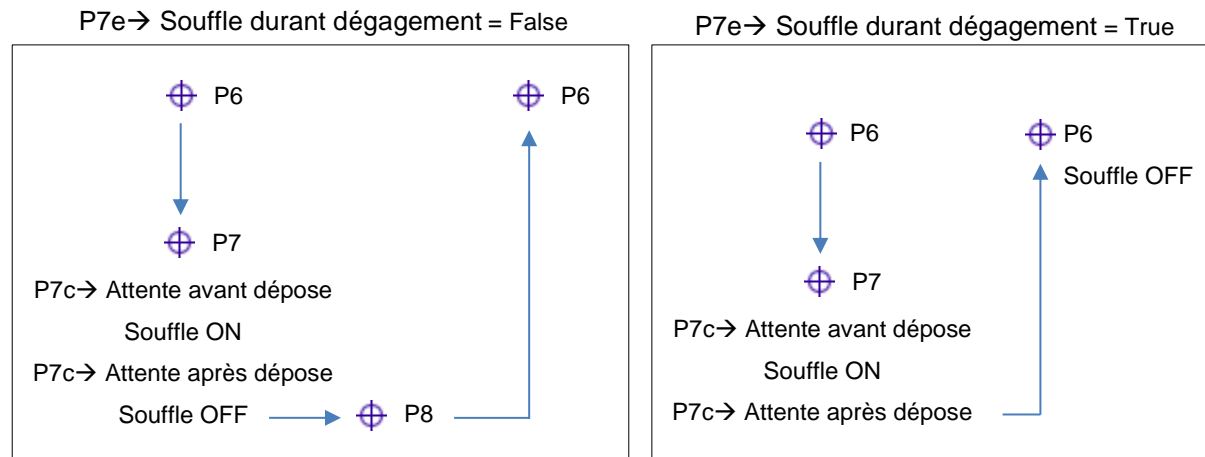 P7e→ Souffle durant dégagement = False
P6
P6
P7
P7c→ Attente avant dépose
Souffle ON
P7c→ Attente après dépose
Souffle OFF
P8
P7e→ Souffle durant dégagement = True
P6
P6
Souffle OFF
P7
P7c→ Attente avant dépose
Souffle ON
P7c→ Attente après dépose